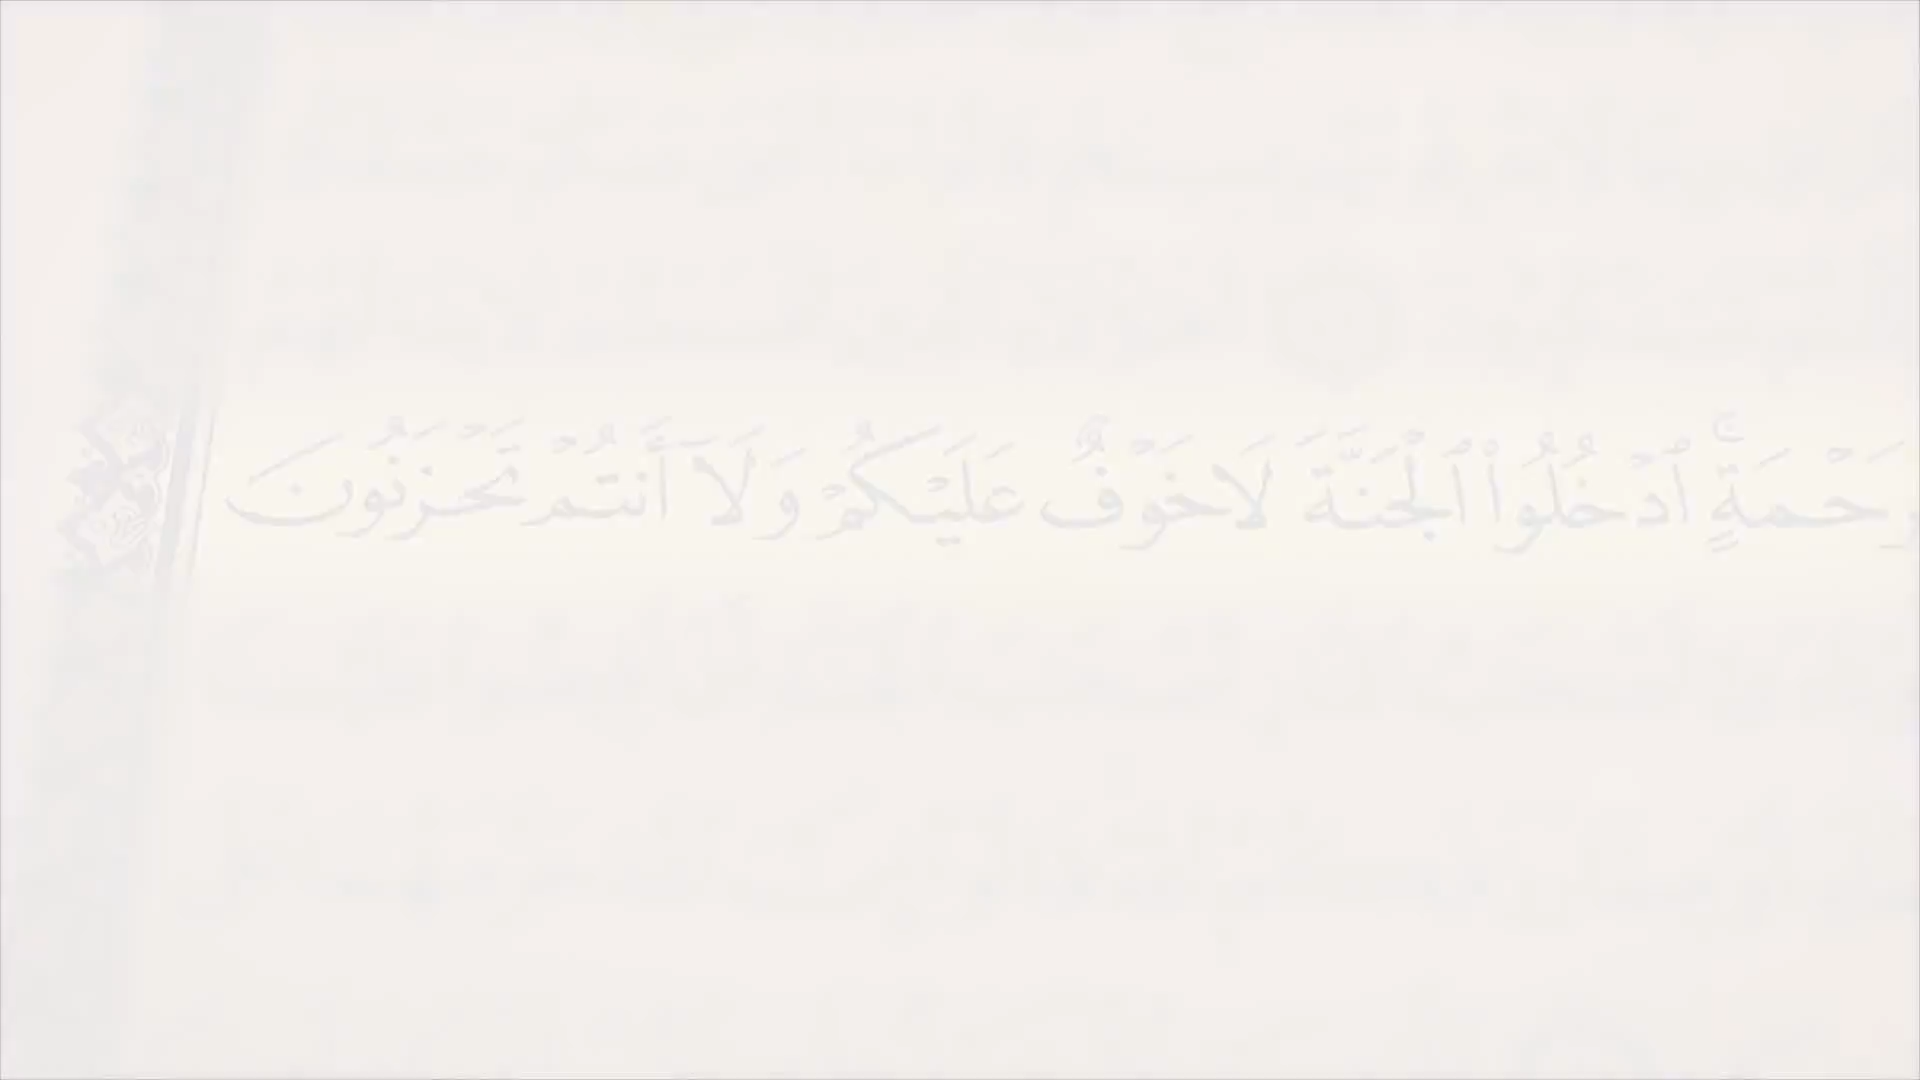 رَحْمَةٍ ۚ ٱدْخُلُوا۟ ٱلْجَنَّةَ لَا خَوْفٌ عَلَيْكُمْ وَلَآ أَنتُمْ تَحْزَنُونَ